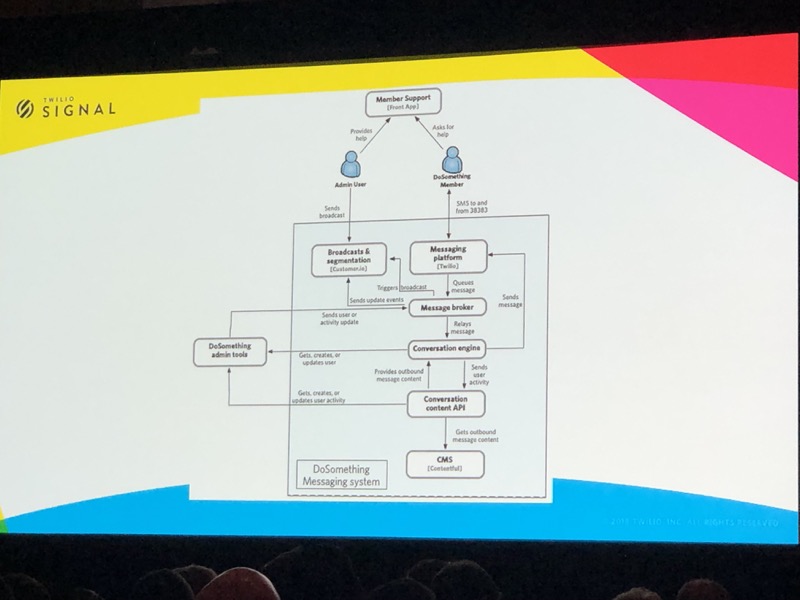 TWILIO
SIGNAL
Member Support
[Front App]
Provides
help
Asks for
help
Admin User
DoSomething
Member
Sends
broadcast
SMS to and
from 38383
Broadcasts &
segmentation
[Customer.io]
Messaging
platform
[Twilio]
Triggers broadcast
Queues
message
Sends update events
Message broker
Sends
message
Sends user or
activity update
Relays
message
DoSomething
admin tools
Conversation engine
Gets, creates, or
updates user
Provides outbound
message content
Sends
user
activity
Gets, creates, or
updates user activity
Conversation
content API
Gets outbound
message content
CMS
[Contentful]
DoSomething
Messaging system
TWILIO, INC. ALL RIGHTS RESERVED